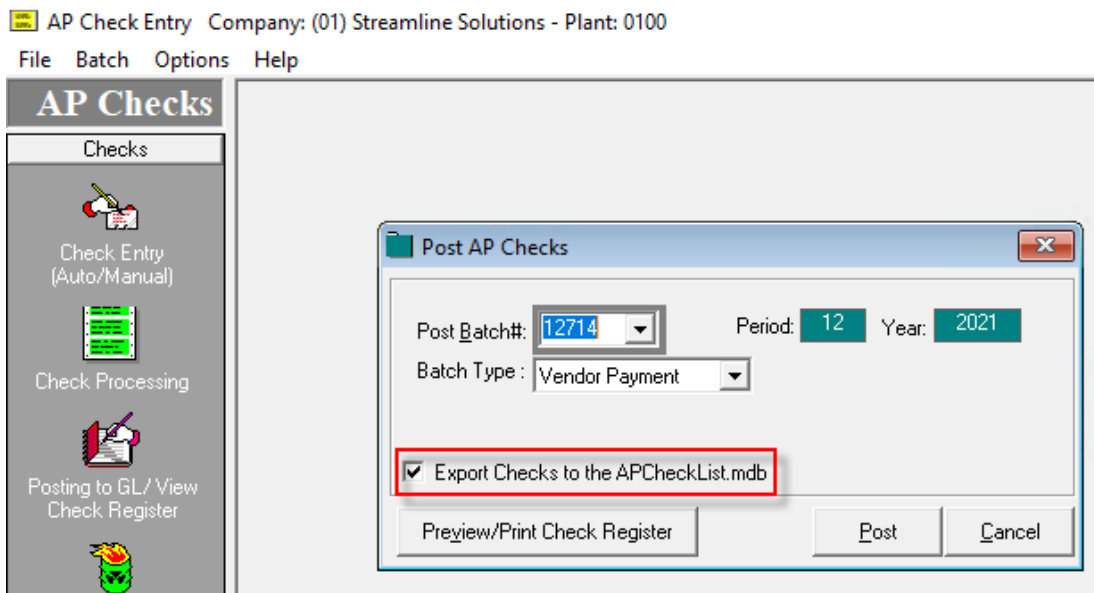 AP Check Entry Company: (01) Streamline Solutions - Plant: 0100
File Batch Options Help
AP Checks
Checks
Check Entry
(Auto/Manual)
Check Processing
Posting to GL/ View
Check Register
Post AP Checks
Post Batch#: 12714 Period: 12 Year: 2021
Batch Type : Vendor Payment
Export Checks to the APCheckList.mdb
Preview/Print Check Register Post Cancel